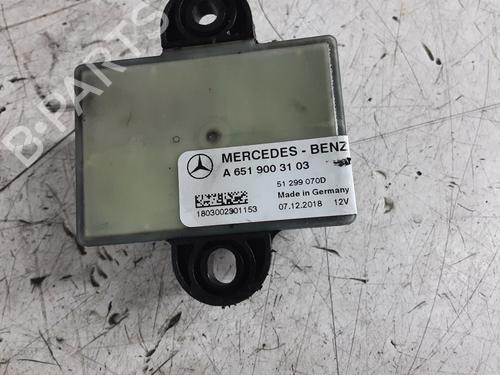 B-PARTS
MERCEDES - BENZ
A 651 900 31 03
51 299 070D
Made in Germany
1803002901153 07.12.2018 12V